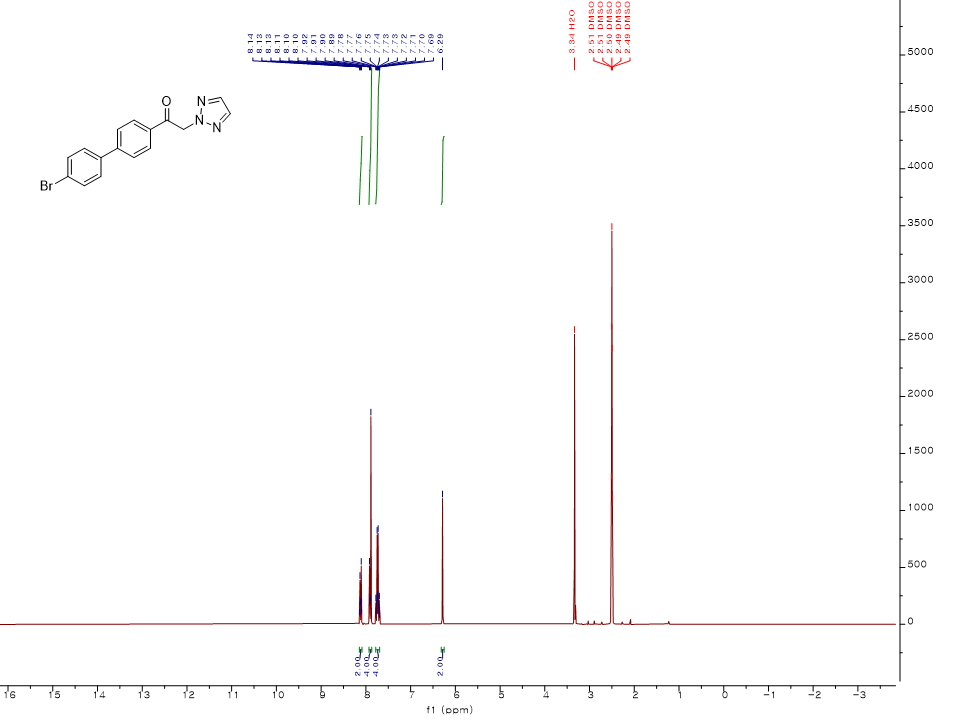 8.14
8.13
8.13
8.11
8.10
8.10
7.92
7.91
7.90
7.89
7.78
7.77
7.76
7.75
7.74
7.73
7.73
7.72
7.71
7.70
7.69
6.29
3.34 H2O
2.51 DMSO
2.51 DMSO
2.50 DMSO
2.49 DMSO
2.49 DMSO
O
N
N
N
Br
5000
4500
4000
3500
3000
2500
2000
1500
1000
500
0
2.00
4.00
4.00
2.00
16 15 14 13 12 11 10 9 8 7 6 5 4 3 2 1 0 -1 -2 -3
f1 (ppm)